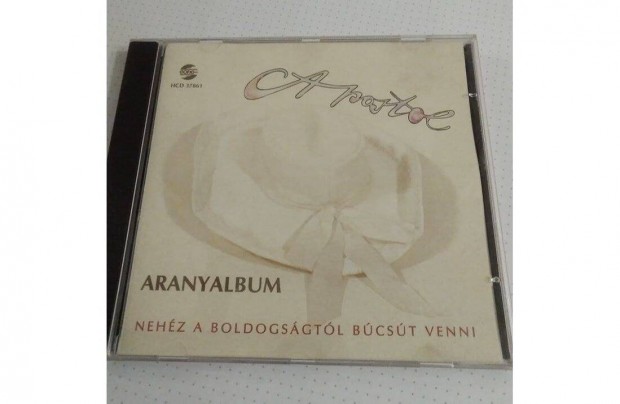 HCD 37861
Apostol
ARANYALBUM
NEHÉZ A BOLDOGSÁGTÓL BÚCSÚT VENNI